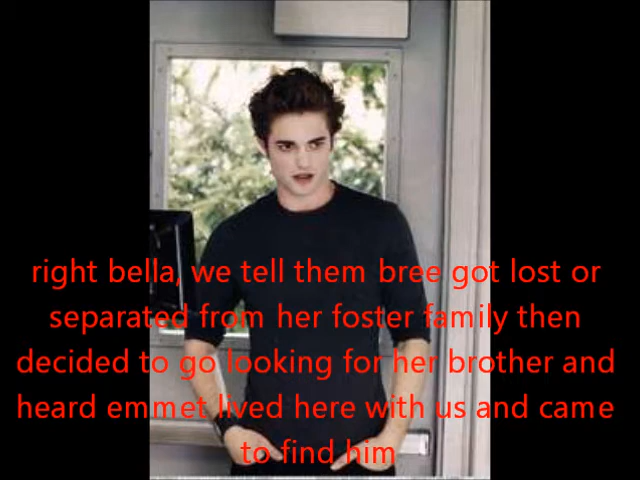 right bella, we tell them bree got lost or
separated from her foster family then
decided to go looking for her brother and
heard emmet lived here with us and came
to find him